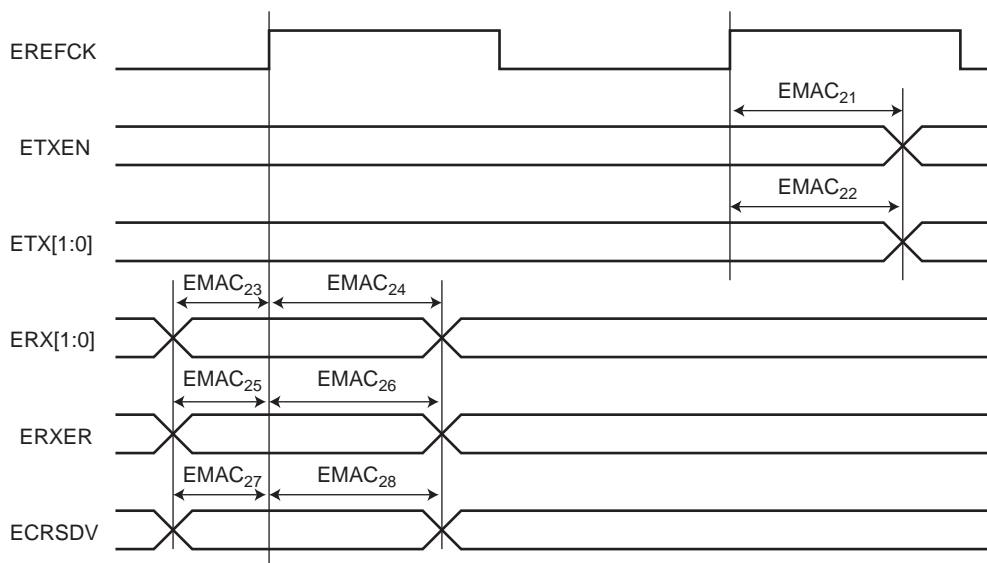 EREFCK
EMAC21
ETXEN
EMAC22
ETX[1:0]
EMAC23 EMAC24
ERX[1:0]
EMAC25 EMAC26
ERXER
EMAC27 EMAC28
ECRSDV